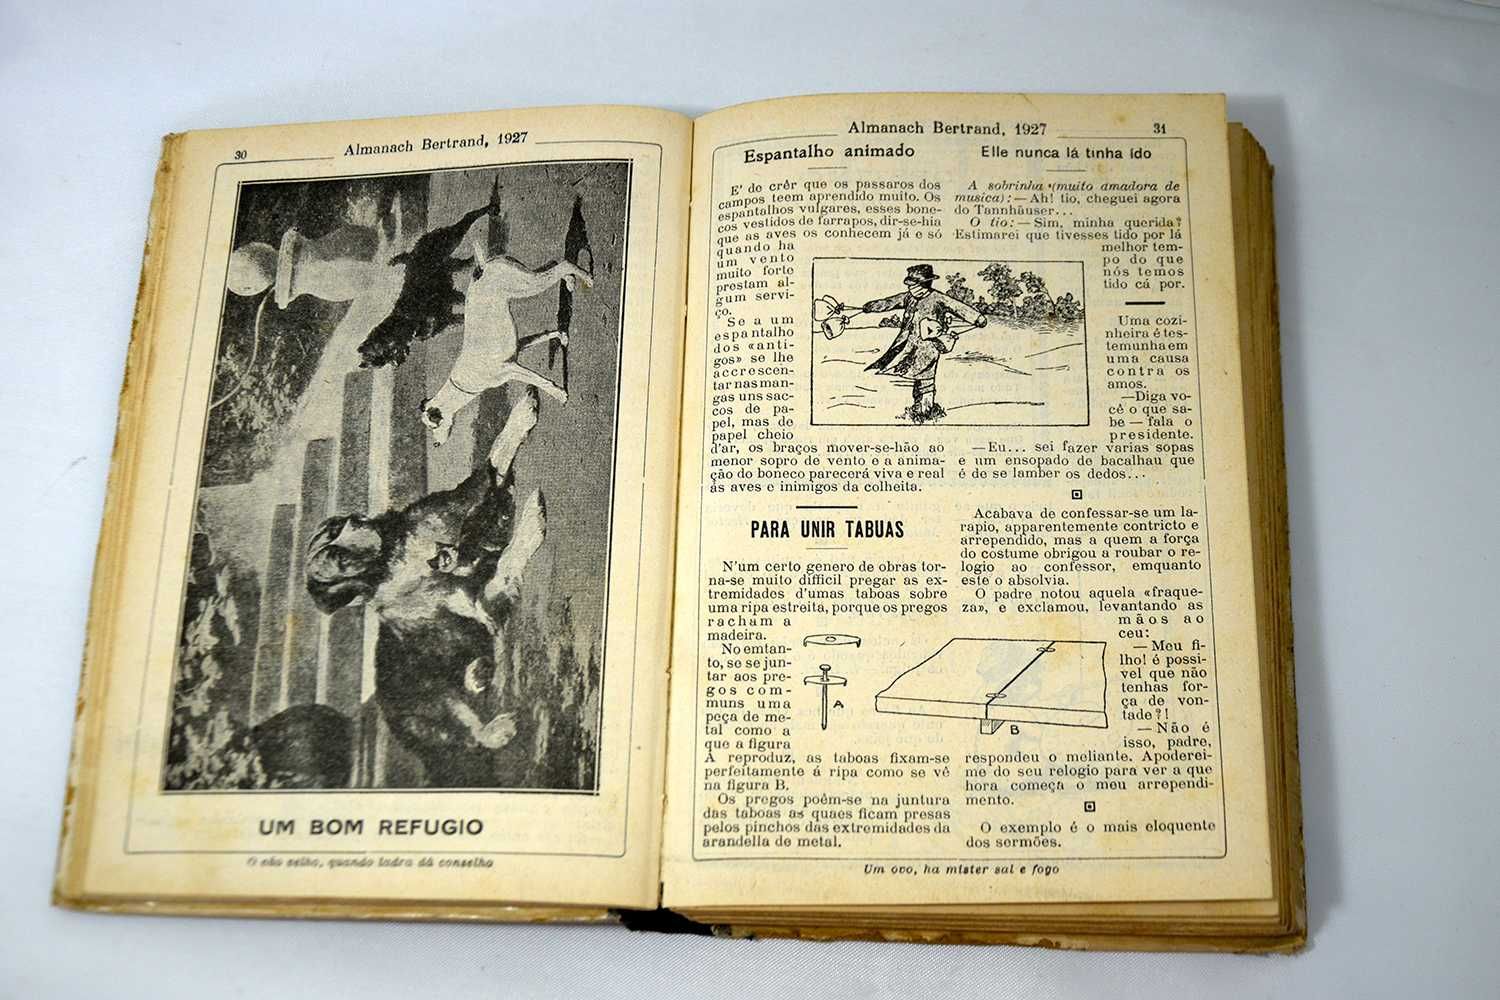 30
Almanach Bertrand, 1927
UM BOM REFUGIO
O cão velho, quando ladra dá conselho
Almanach Bertrand, 1927
31
Espantalho animado
E' de crêr que os passaros dos
campos teem aprendido muito. Os
espantalhos vulgares, esses bone-
cos vestidos de farrapos, dir-se-hia
que as aves os conhecem já e só
quando ha
um vento
muito forte
prestam al-
gum servi-
ço.
Se a um
espantalho
dos «anti-
gos» se lhe
accrescen-
tar nas man-
gas uns sac-
cos de pa-
pel, mas de
papel cheio
d'ar, os braços mover-se-hão ao
menor sopro de vento e a anima-
ção do boneco parecerá viva e real
ás aves e inimigos da colheita.
PARA UNIR TABUAS
N'um certo genero de obras tor-
na-se muito difficil pregar as ex-
tremidades d'umas taboas sobre
uma ripa estreita, porque os pregos
racham a
madeira.
No emtan-
to, se se jun-
tar aos pre-
gos com-
muns uma
peça de me-
tal como a
que a figura
A reproduz, as taboas fixam-se
perfeitamente á ripa como se vê
na figura B.
Os pregos poêm-se na juntura
das taboas as quaes ficam presas
pelos pinchos das extremidades da
arandella de metal.
A
B
Elle nunca lá tinha ido
A sobrinha (muito amadora de
musica):—Ah! tio, cheguei agora
do Tannhäuser...
O tio:—Sim, minha querida?
Estimarei que tivesses tido por lá
melhor tem-
po do que
nós temos
tido cá por.
Uma cozi-
nheira é tes-
temunha em
uma causa
contra os
amos.
—Diga vo-
cê o que sa-
be—fala o
presidente.
—Eu... sei fazer varias sopas
e um ensopado de bacalhau que
é de se lamber os dedos...
Acabava de confessar-se um la-
rapio, apparentemente contricto e
arrependido, mas a quem a força
do costume obrigou a roubar o re-
logio ao confessor, emquanto
este o absolvia.
O padre notou aquela «fraque-
za», e exclamou, levantando as
mãos ao
ceu:
—Meu fi-
lho! é possi-
vel que não
tenhas for-
ça de von-
tade?!
—Não é
isso, padre,
respondeu o meliante. Apoderei-
me do seu relogio para ver a que
hora começa o meu arrependi-
mento.
O exemplo é o mais eloquente
dos sermões.
Um ovo, ha mister sal e fogo